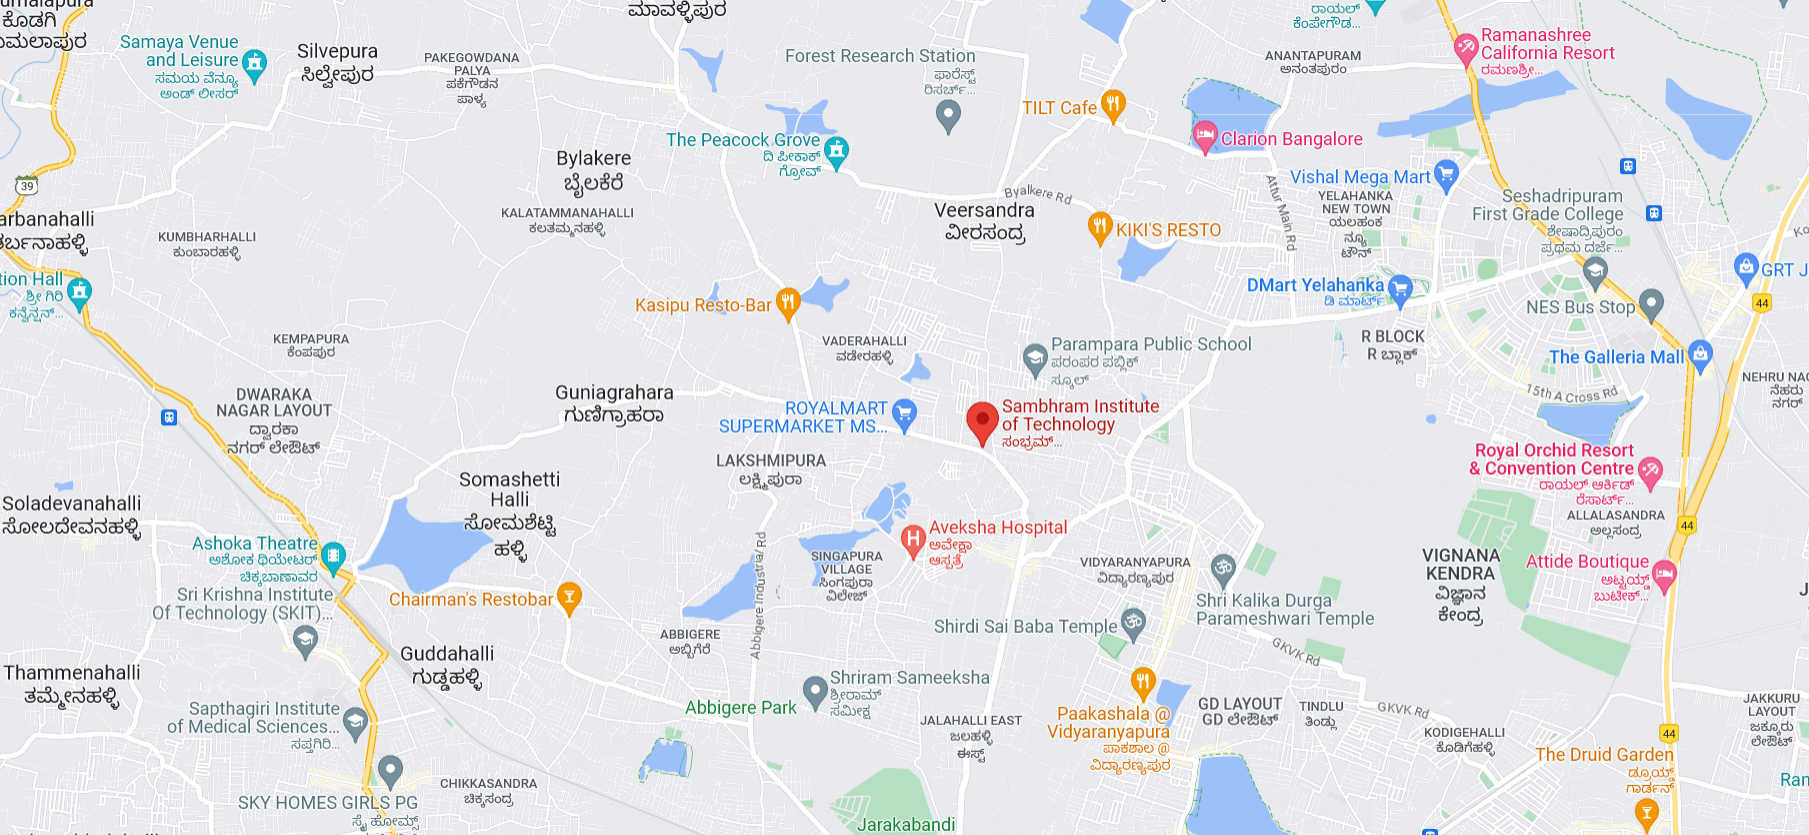 ಕೊಡಗಿ
ಮಾವಳ್ಳಿಪುರ
ರಾಯಲ್
ಕೆಂಪೇಗೌಡ...
Samaya Venue
and Leisure
ಸಮಯ ವೆನ್ಯೂ
ಅಂಡ್ ಲೀಸರ್
Silvepura
ಸಿಲ್ವೇಪುರ
PAKEGOWDANA
PALYA
ಪಕೆಗೌಡನ
ಪಾಳ್ಯ
Forest Research Station
ಫಾರೆಸ್ಟ್
ರಿಸರ್ಚ್...
ANANTAPURAM
ಅನಂತಪುರಂ
Ramanashree
California Resort
ರಮಣಶ್ರೀ...
TILT Cafe
Clarion Bangalore
The Peacock Grove
ದಿ ಪೀಕಾಕ್
ಗ್ರೋವ್
Bylakere
ಬೈಲಕೆರೆ
39
Vishal Mega Mart
Byalkere Rd
Attur Main Rd
YELAHANKA
NEW TOWN
ಯಲಹಂಕ
ನ್ಯೂ
ಟೌನ್
Seshadripuram
First Grade College
ಶೇಷಾದ್ರಿಪುರಂ
ಪ್ರಥಮ ದರ್ಜೆ...
arbanahalli
ರ್ಬನಾಹಳ್ಳಿ
KALATAMMANAHALLI
ಕಲತಮ್ಮನಹಳ್ಳಿ
Veersandra
ವೀರಸಂದ್ರ
KIKI'S RESTO
KUMBHARHALLI
ಕುಂಬಾರಹಳ್ಳಿ
tion Hall
ಶ್ರೀ ಗಿರಿ
ಕನ್ವೆನ್ಷನ್...
GRT J
DMart Yelahanka
ಡಿ ಮಾರ್ಟ್
Kasipu Resto-Bar
NES Bus Stop
44
KEMPAPURA
ಕೆಂಪಪುರ
VADERAHALLI
ವಡೇರಹಳ್ಳಿ
Parampara Public School
ಪರಂಪರ ಪಬ್ಲಿಕ್
ಸ್ಕೂಲ್
R BLOCK
R ಬ್ಲಾಕ್
The Galleria Mall
DWARAKA
NAGAR LAYOUT
ದ್ವಾರಕಾ
ನಗರ್ ಲೇಔಟ್
Guniagrahara
ಗುಣಿಗ್ರಾಹರಾ
15th A Cross Rd
NEHRU NAG
ನೆಹರು
ನಗರ್
ROYALMART
SUPERMARKET MS...
Sambhram Institute
of Technology
ಸಂಭ್ರಮ್...
LAKSHMIPURA
ಲಕ್ಷ್ಮಿಪುರಾ
Royal Orchid Resort
& Convention Centre
ರಾಯಲ್ ಆರ್ಕಿಡ್
ರೆಸಾರ್ಟ್...
Somashetti
Halli
ಸೋಮಶೆಟ್ಟಿ
ಹಳ್ಳಿ
Soladevanahalli
ಸೋಲದೇವನಹಳ್ಳಿ
ALLALASANDRA
ಅಲ್ಲಸಂದ್ರ
44
Aveksha Hospital
ಅವೇಕ್ಷಾ
ಆಸ್ಪತ್ರೆ
Ashoka Theatre
ಅಶೋಕ ಥಿಯೇಟರ್
ಚಿಕ್ಕಬಾಣಾವರ
Abbigere Industrial Rd
SINGAPURA
VILLEGE
ಸಿಂಗಪುರಾ
ವಿಲೇಜ್
VIDYARANYAPURA
ವಿದ್ಯಾರಣ್ಯಪುರ
VIGNANA
KENDRA
ವಿಜ್ಞಾನ
ಕೇಂದ್ರ
Attide Boutique
ಅಟ್ಟಯ್ಡ್
ಬುಟೀಕ್...
Sri Krishna Institute
Of Technology (SKIT)...
Chairman's Restobar
Shri Kalika Durga
Parameshwari Temple
Shirdi Sai Baba Temple
ABBIGERE
ಅಬ್ಬಿಗೆರೆ
Guddahalli
ಗುಡ್ಡಹಳ್ಳಿ
GKVK Rd
Thammenahalli
ತಮ್ಮೇನಹಳ್ಳಿ
Shriram Sameeksha
ಶ್ರೀರಾಮ್
ಸಮೀಕ್ಷ
Sapthagiri Institute
of Medical Sciences...
ಸಪ್ತಗಿರಿ...
Abbigere Park
Paakashala @
Vidyaranyapura
ಪಾಕಶಾಲ @
ವಿದ್ಯಾರಣ್ಯಪುರ
GD LAYOUT
GD ಲೇಔಟ್
TINDLU
ತಿಂಡ್ಲು
GKVK Rd
JAKKURU
LAYOUT
ಜಕ್ಕೂರು
ಲೇಔಟ್
JALAHALLI EAST
ಜಲಹಳ್ಳಿ
ಈಸ್ಟ್
KODIGEHALLI
ಕೊಡಿಗೆಹಳ್ಳಿ
44
The Druid Garden
ಡ್ರೂಯ್ಡ್
ಗಾರ್ಡನ್
CHIKKASANDRA
ಚಿಕ್ಕಸಂದ್ರ
Ran
SKY HOMES GIRLS PG
ಸೈ ಹೋಮ್ಸ್
Jarakabandi